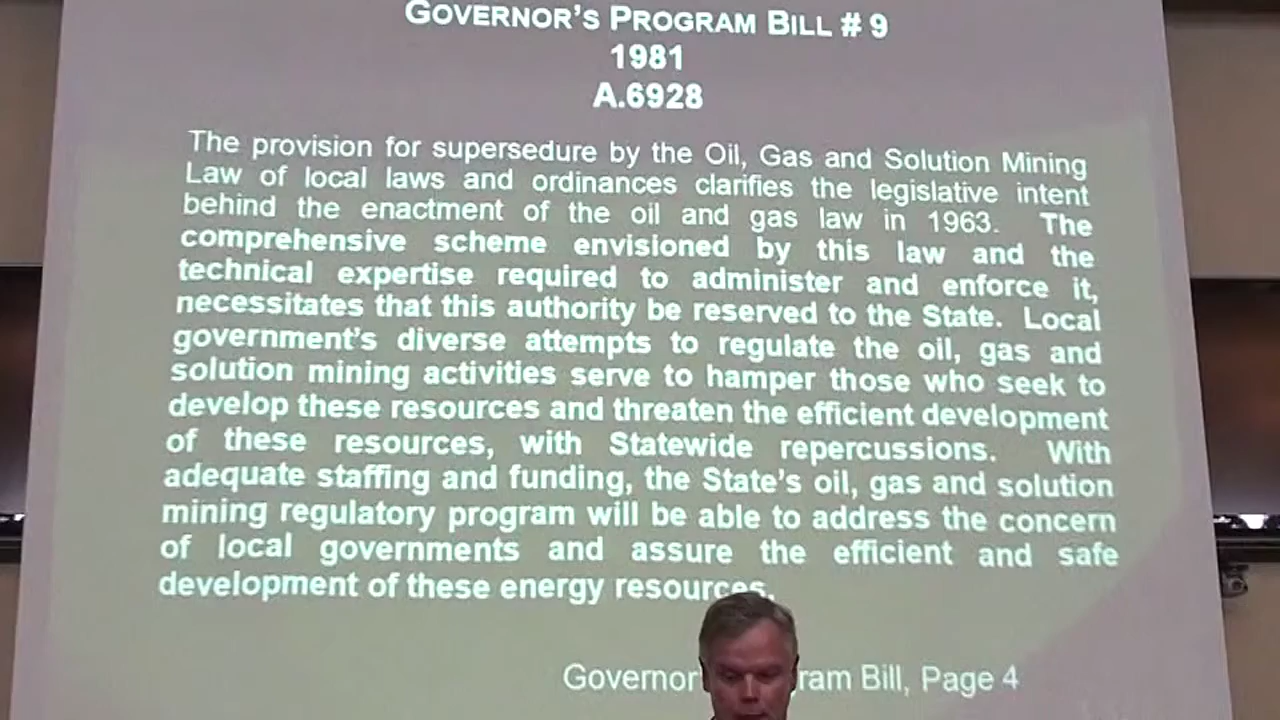 GOVERNOR'S PROGRAM BILL # 9
1981
A.6928
The provision for supersedure by the Oil, Gas and Solution Mining
Law of local laws and ordinances clarifies the legislative intent
behind the enactment of the oil and gas law in 1963. The
comprehensive scheme envisioned by this law and the
technical expertise required to administer and enforce it,
necessitates that this authority be reserved to the State. Local
government's diverse attempts to regulate the oil, gas and
solution mining activities serve to hamper those who seek to
develop these resources and threaten the efficient development
of these resources, with Statewide repercussions. With
adequate staffing and funding, the State's oil, gas and solution
mining regulatory program will be able to address the concern
of local governments and assure the efficient and safe
development of these energy resources.
Governor ram Bill, Page 4